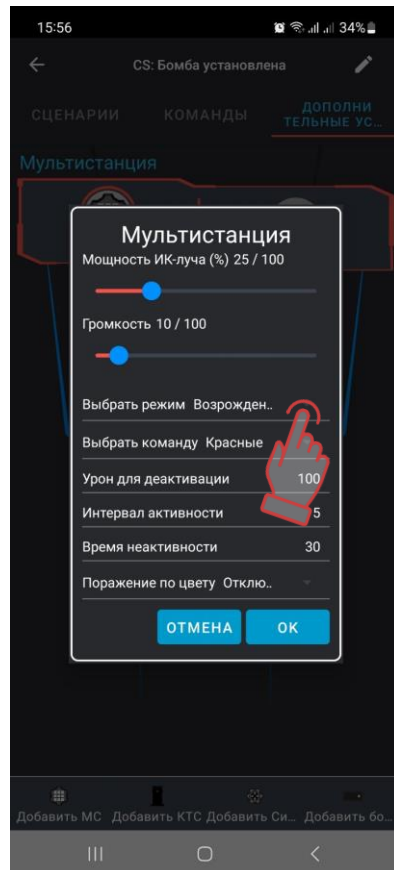 15:56
34%
CS: Бомба установлена
СЦЕНАРИИ КОМАНДЫ ДОПОЛНИ
ТЕЛЬНЫЕ УС...
Мультистанция
Мультистанция
Мощность ИК-луча (%) 25 / 100
Громкость 10 / 100
Выбрать режим Возрожден..
Выбрать команду Красные
Урон для деактивации 100
Интервал активности 5
Время неактивности 30
Поражение по цвету Отклю..
ОТМЕНА ОК
Добавить МС Добавить КТС Добавить Си... Добавить бо...